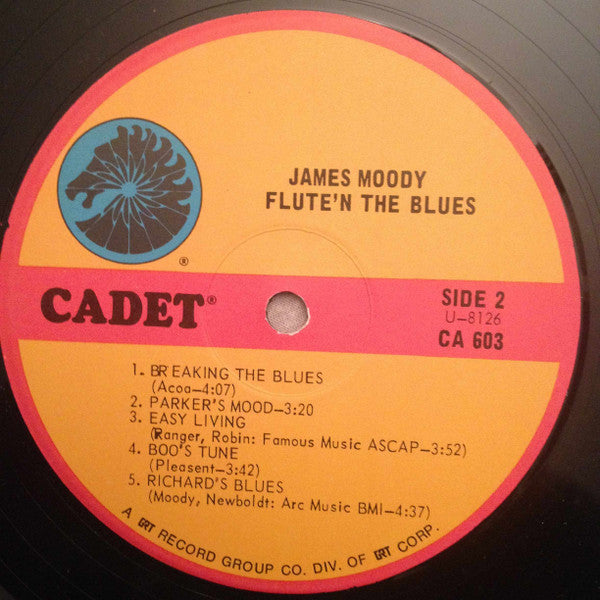 JAMES MOODY
FLUTE'N THE BLUES
®
CADET®
SIDE 2
U-8126
CA 603
1. BREAKING THE BLUES
(Acoa-4:07)
2. PARKER'S MOOD-3:20
3. EASY LIVING
(Ranger, Robin: Famous Music ASCAP-3:52)
4. BOO'S TUNE
(Pleasent-3:42)
5. RICHARD'S BLUES
(Moody, Newboldt: Arc Music BMI-4:37)
A GRT RECORD GROUP CO. DIV. OF GRT CORP.